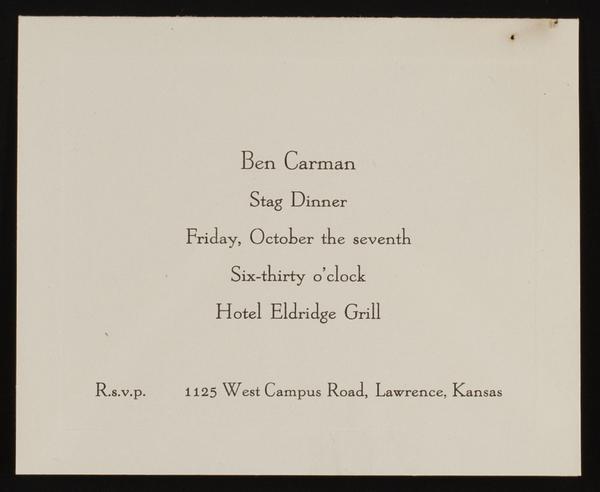 Ben Carman
Stag Dinner
Friday, October the seventh
Six-thirty o'clock
Hotel Eldridge Grill
R.s.v.p. 1125 West Campus Road, Lawrence, Kansas